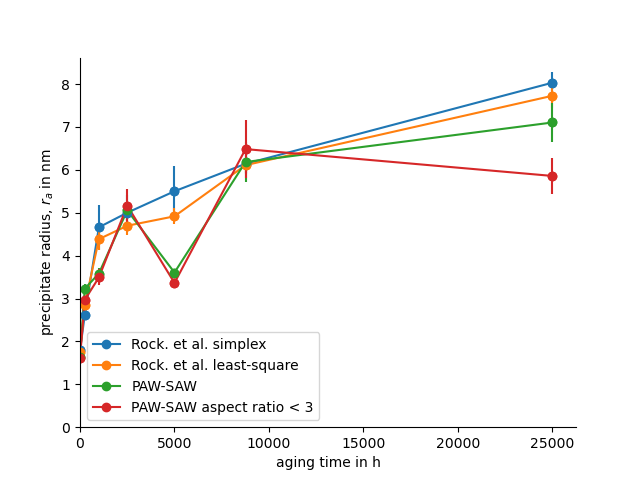 8
7
6
5
4
3
2
1
0
precipitate radius, rₐ in nm
Rock. et al. simplex
Rock. et al. least-square
PAW-SAW
PAW-SAW aspect ratio < 3
0 5000 10000 15000 20000 25000
aging time in h